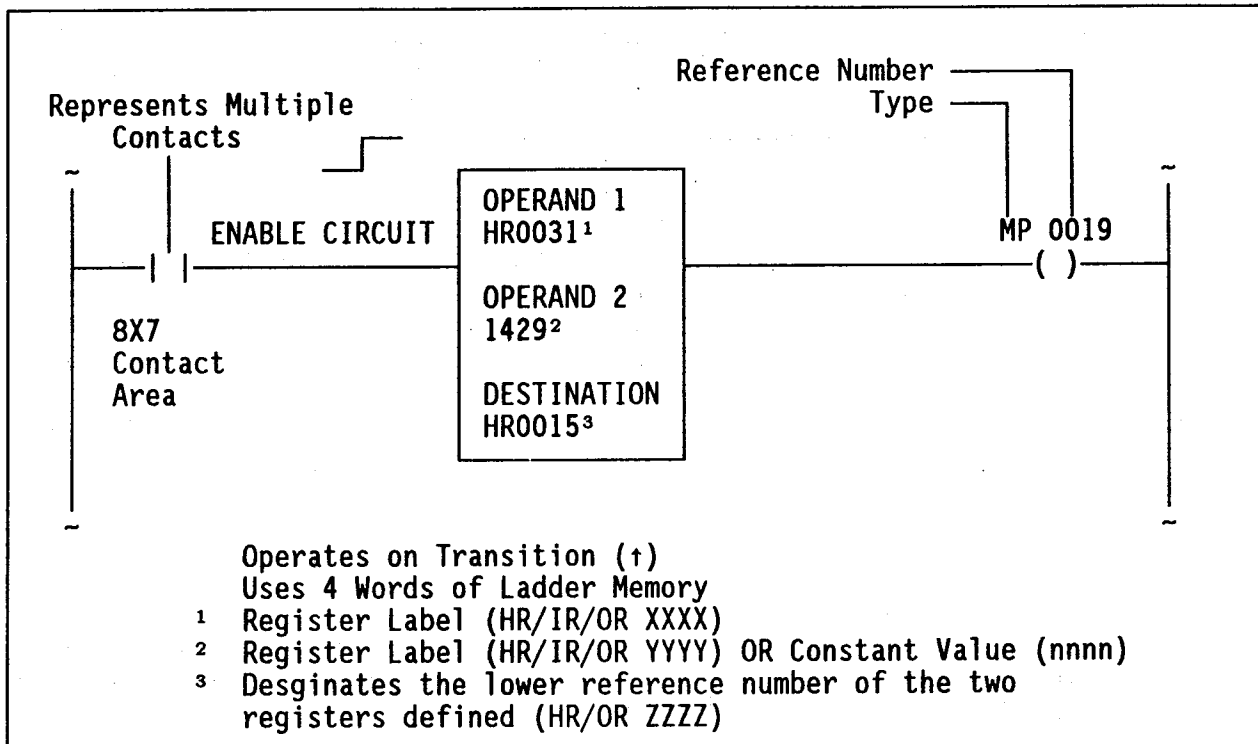 Reference Number
Type
Represents Multiple
Contacts
ENABLE CIRCUIT
OPERAND 1
HR0031¹
MP 0019
OPERAND 2
1429²
8X7
Contact
Area
DESTINATION
HR0015³
Operates on Transition (↑)
Uses 4 Words of Ladder Memory
¹ Register Label (HR/IR/OR XXXX)
² Register Label (HR/IR/OR YYYY) OR Constant Value (nnnn)
³ Desginates the lower reference number of the two
registers defined (HR/OR ZZZZ)